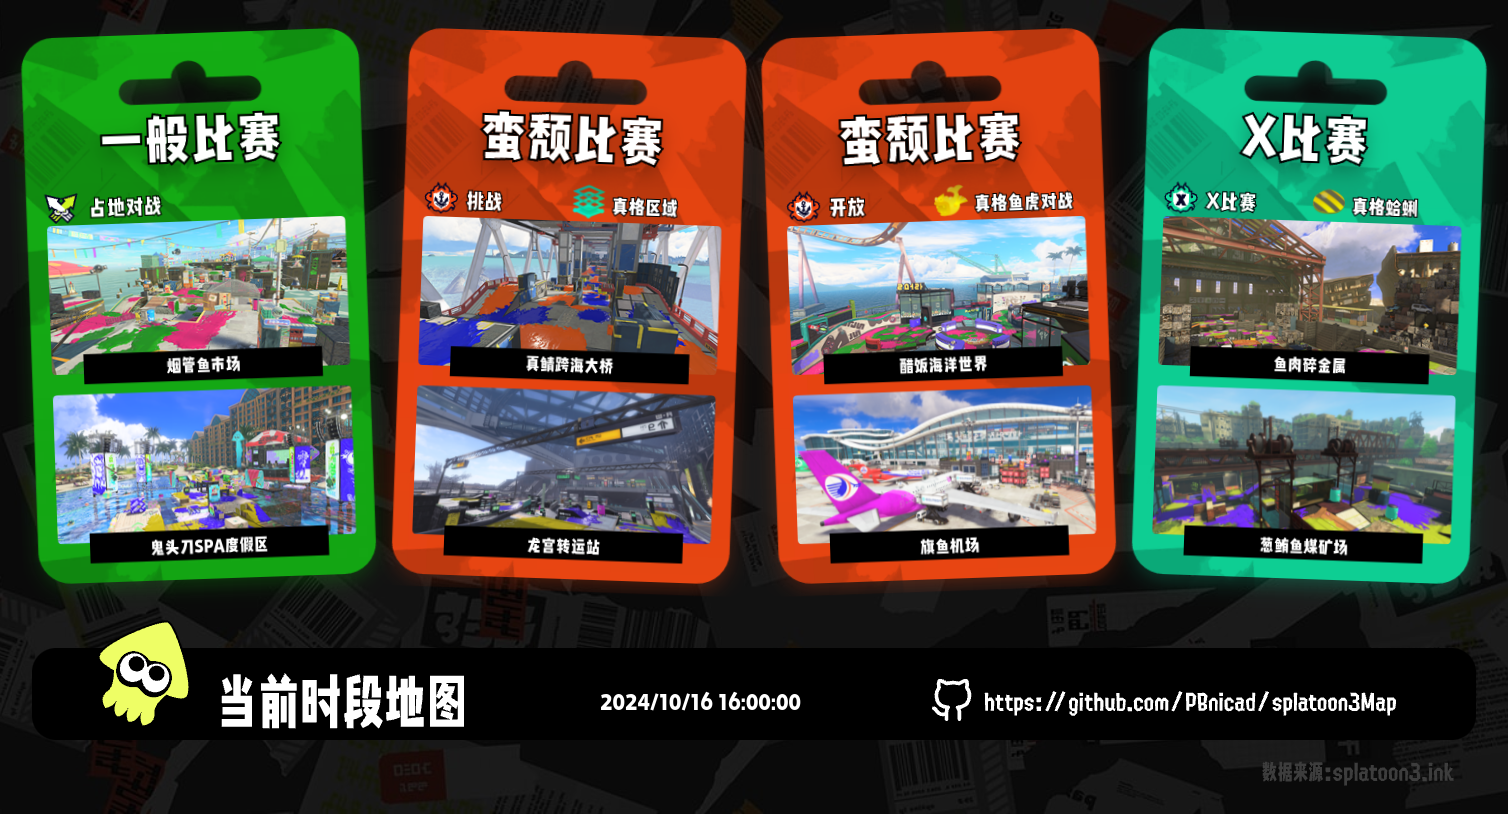 一般比赛
占地对战
烟管鱼市场
鬼头刀SPA度假区
蛮颓比赛
挑战
真格区域
真鲷跨海大桥
龙宫转运站
蛮颓比赛
开放
真格鱼虎对战
醋饭海洋世界
旗鱼机场
X比赛
X比赛
真格蛤蜊
鱼肉碎金属
葱鲔鱼煤矿场
当前时段地图
2024/10/16 16:00:00
https://github.com/PBnicad/splatoon3Map
数据来源:splatoon3.ink